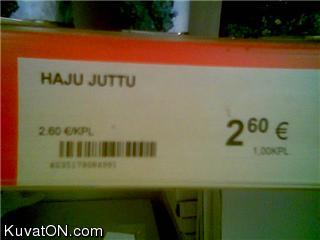 HAJU JUTTU
2.60 €/KPL
2 60 €
1,00KPL
KuvatON.com